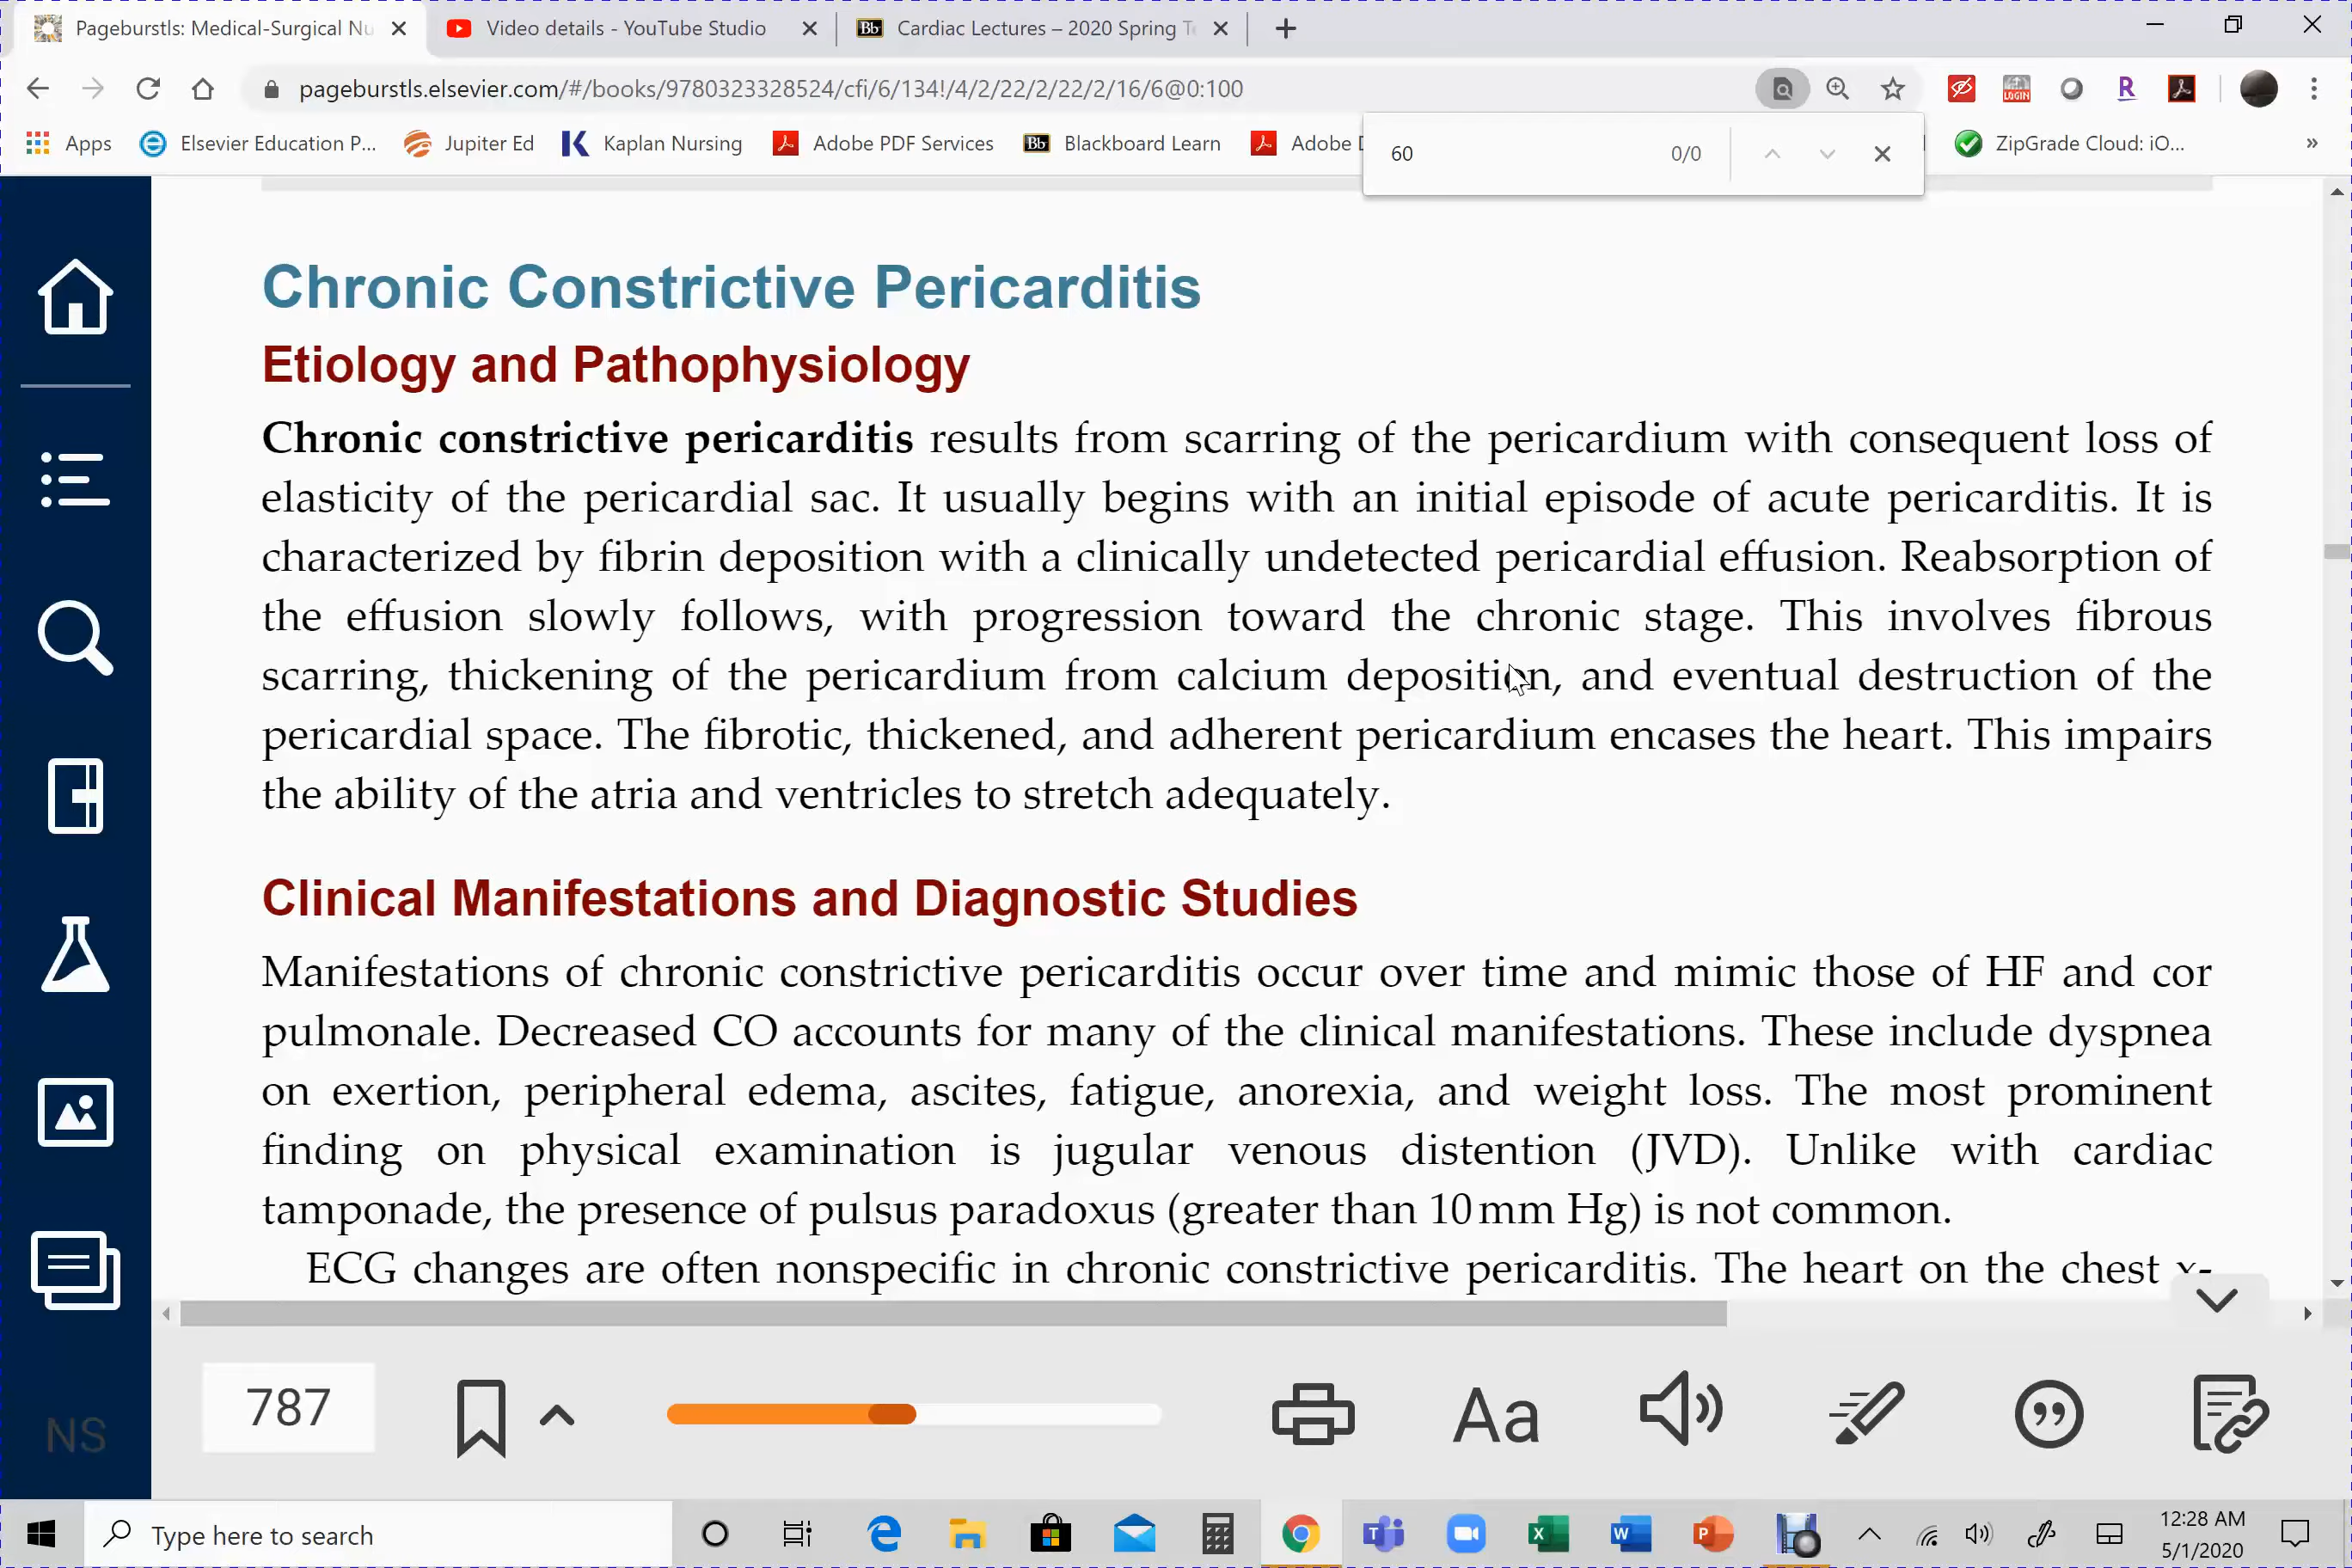 Pageburstls: Medical-Surgical Nu
Video details - YouTube Studio
Bb Cardiac Lectures – 2020 Spring Te
pageburstls.elsevier.com/#/books/9780323328524/cfi/6/134!/4/2/22/2/22/2/16/6@0:100
LOGIN
R
Apps
Elsevier Education P...
Jupiter Ed
Kaplan Nursing
Adobe PDF Services
Bb Blackboard Learn
Adobe
ZipGrade Cloud: iO...
»
60 0/0
Chronic Constrictive Pericarditis
Etiology and Pathophysiology
Chronic constrictive pericarditis results from scarring of the pericardium with consequent loss of
elasticity of the pericardial sac. It usually begins with an initial episode of acute pericarditis. It is
characterized by fibrin deposition with a clinically undetected pericardial effusion. Reabsorption of
the effusion slowly follows, with progression toward the chronic stage. This involves fibrous
scarring, thickening of the pericardium from calcium deposition, and eventual destruction of the
pericardial space. The fibrotic, thickened, and adherent pericardium encases the heart. This impairs
the ability of the atria and ventricles to stretch adequately.
Clinical Manifestations and Diagnostic Studies
Manifestations of chronic constrictive pericarditis occur over time and mimic those of HF and cor
pulmonale. Decreased CO accounts for many of the clinical manifestations. These include dyspnea
on exertion, peripheral edema, ascites, fatigue, anorexia, and weight loss. The most prominent
finding on physical examination is jugular venous distention (JVD). Unlike with cardiac
tamponade, the presence of pulsus paradoxus (greater than 10 mm Hg) is not common.
ECG changes are often nonspecific in chronic constrictive pericarditis. The heart on the chest x-
NS
787
Aa
Type here to search
12:28 AM
5/1/2020